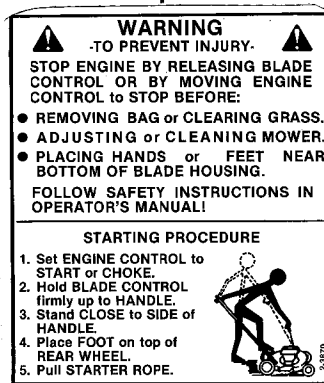 WARNING
-TO PREVENT INJURY-
STOP ENGINE BY RELEASING BLADE
CONTROL OR BY MOVING ENGINE
CONTROL to STOP BEFORE:
● REMOVING BAG or CLEARING GRASS.
● ADJUSTING or CLEANING MOWER.
● PLACING HANDS or FEET NEAR
BOTTOM OF BLADE HOUSING.
FOLLOW SAFETY INSTRUCTIONS IN
OPERATOR'S MANUAL!
STARTING PROCEDURE
1. Set ENGINE CONTROL to
START or CHOKE.
2. Hold BLADE CONTROL
firmly up to HANDLE.
3. Stand CLOSE to SIDE of
HANDLE.
4. Place FOOT on top of
REAR WHEEL.
5. Pull STARTER ROPE.
2-3870